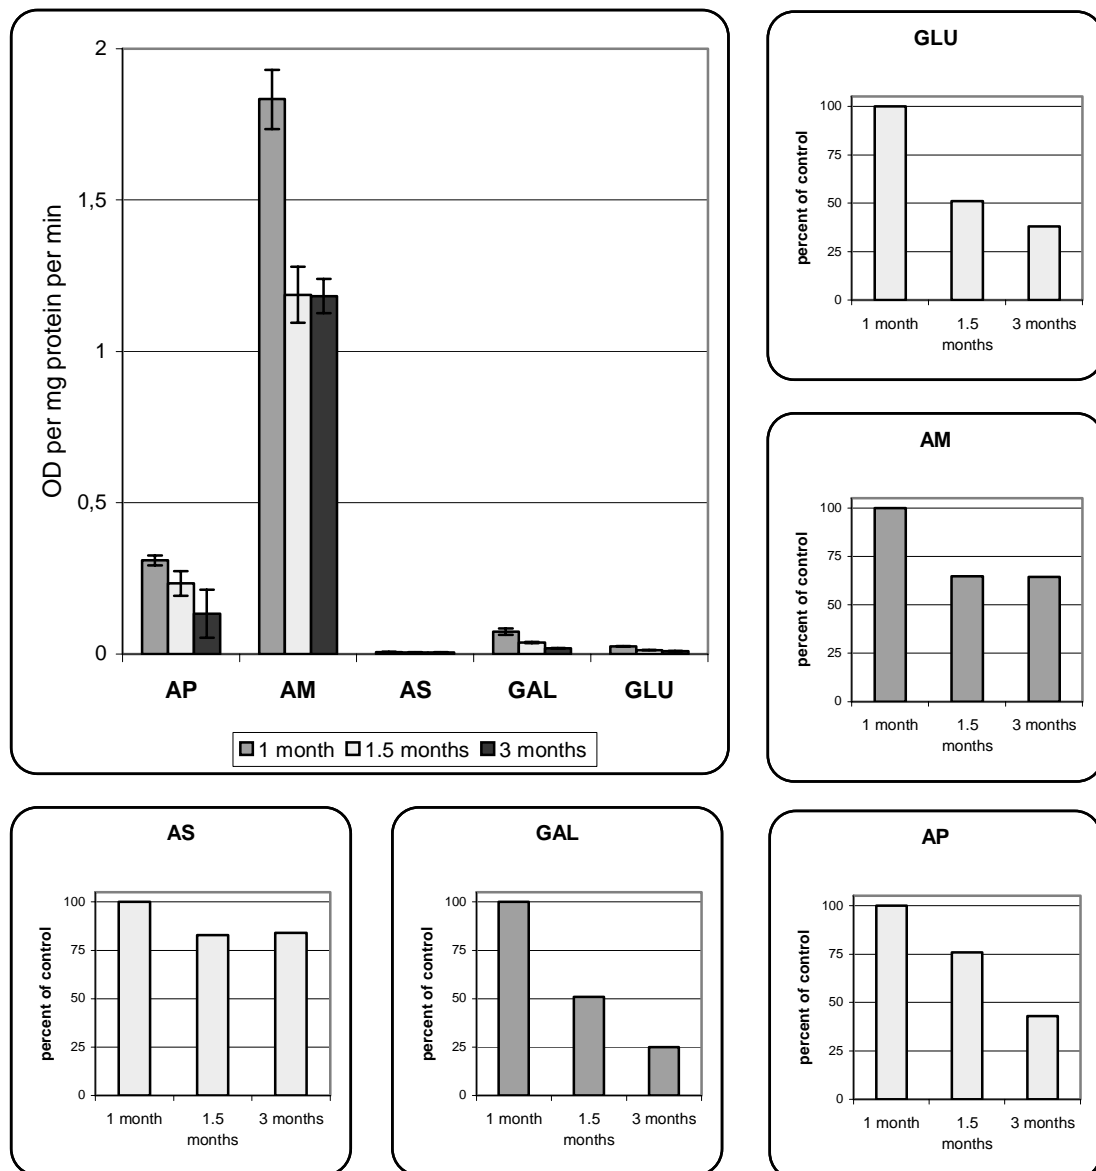 2
1,5
1
0,5
0
OD per mg protein per min
AP AM AS GAL GLU
1 month 1.5 months 3 months
GLU
percent of control
100
75
50
25
0
1 month 1.5 3 months
months
AM
percent of control
100
75
50
25
0
1 month 1.5 3 months
months
AS
percent of control
100
75
50
25
0
1 month 1.5 3 months
months
GAL
percent of control
100
75
50
25
0
1 month 1.5 3 months
months
AP
percent of control
100
75
50
25
0
1 month 1.5 3 months
months